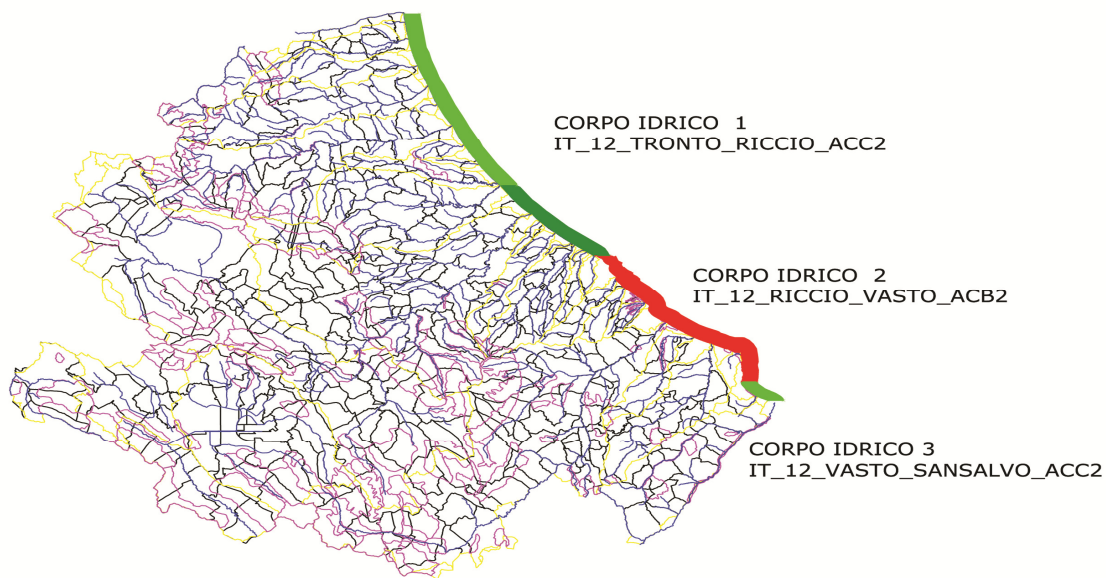 CORPO IDRICO 1
IT_12_TRONTO_RICCIO_ACC2
CORPO IDRICO 2
IT_12_RICCIO_VASTO_ACB2
CORPO IDRICO 3
IT_12_VASTO_SANSALVO_ACC2